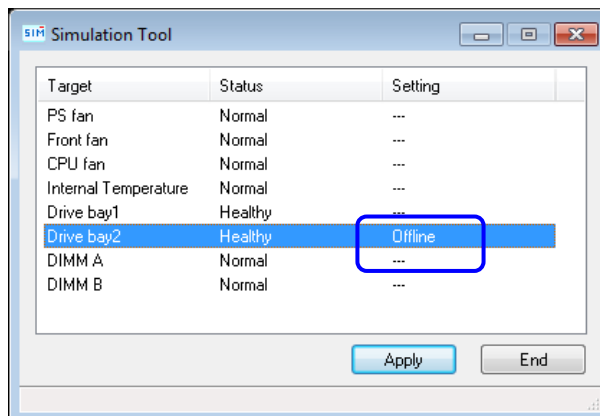 SIM Simulation Tool
Target Status Setting
PS fan Normal ---
Front fan Normal ---
CPU fan Normal ---
Internal Temperature Normal ---
Drive bay1 Healthy ---
Drive bay2 Healthy Offline
DIMM A Normal ---
DIMM B Normal ---
Apply End